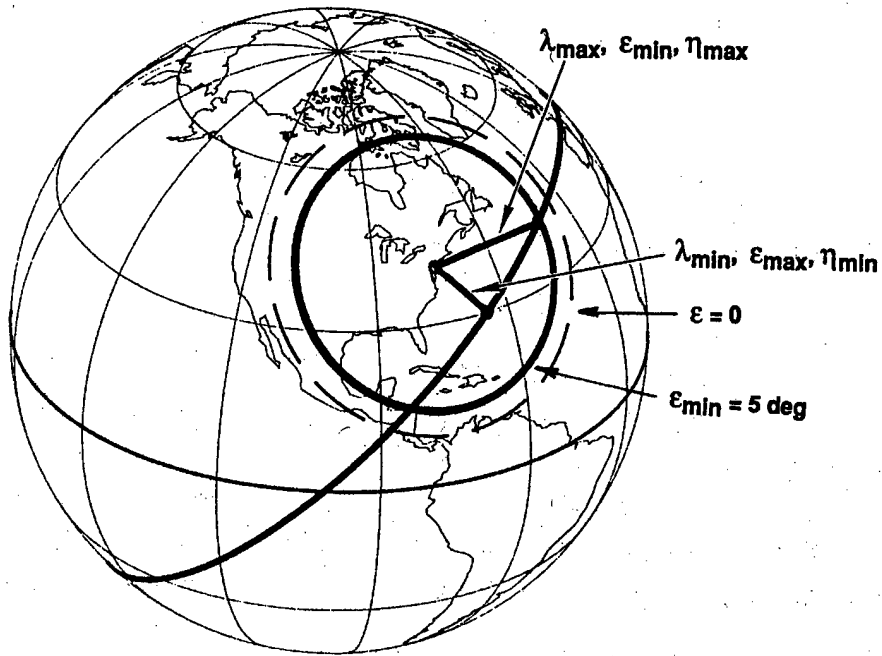 λmax, εmin, ηmax
λmin, εmax, ηmin
ε = 0
εmin = 5 deg